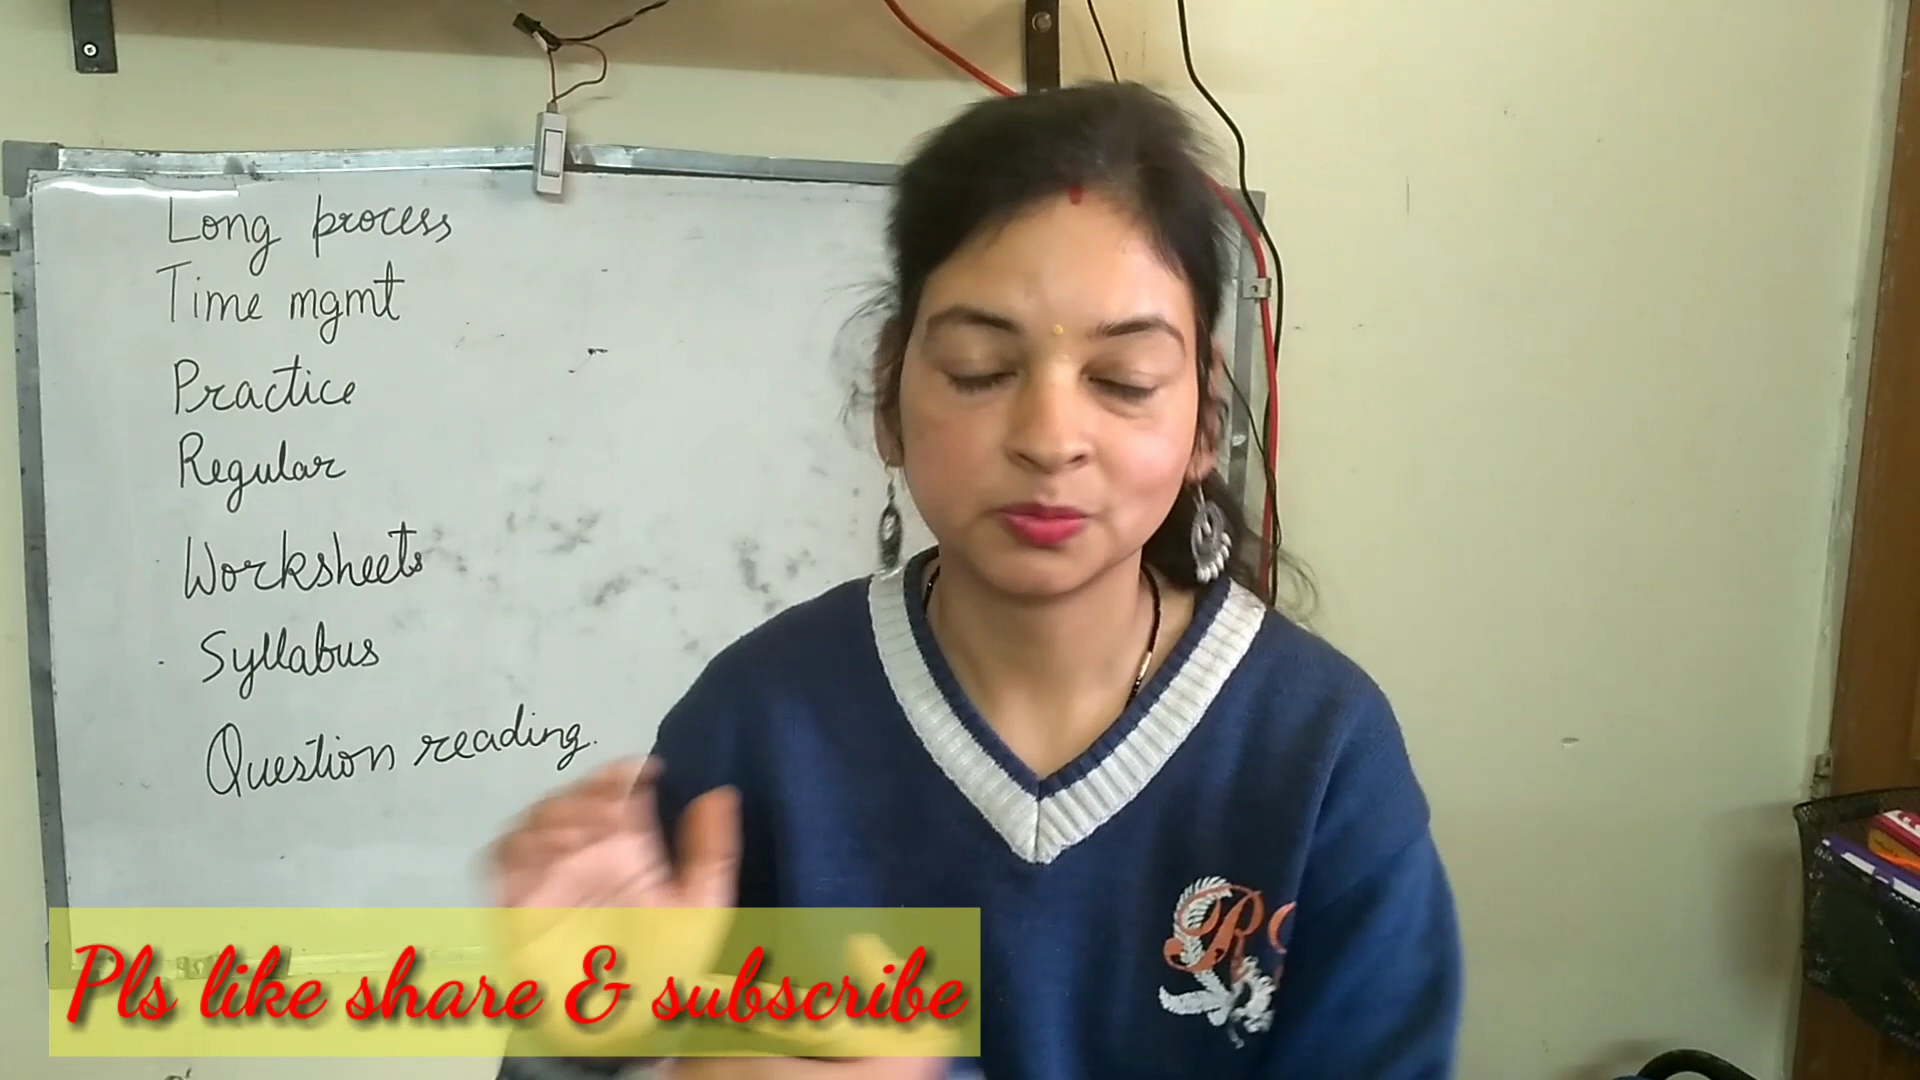 Long process
Time mgmt
Practice
Regular
Worksheets
Syllabus
Question reading.
Pls like share & subscribe